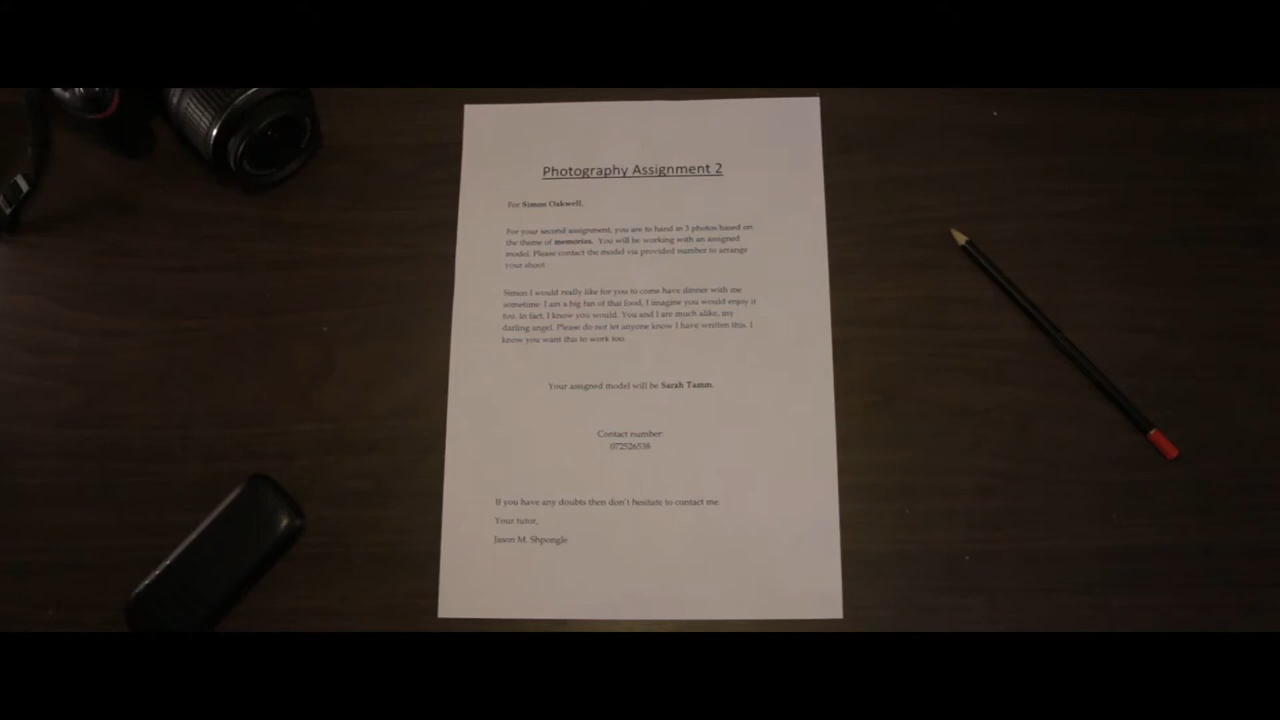 Photography Assignment 2
For Simon Oakwell,
For your second assignment, you are to hand in 3 photos based on
the theme of memories. You will be working with an assigned
model. Please contact the model via provided number to arrange
your shoot
Simon I would really like for you to come have dinner with me
sometime. I am a big fan of thai food, I imagine you would enjoy it
too. In fact, I know you would. You and I are much alike, my
darling angel. Please do not let anyone know I have written this. I
know you want this to work too.
Your assigned model will be Sarah Tamm.
Contact number:
072526538
If you have any doubts then don't hesitate to contact me
Your tutor,
Jason M. Shpongle